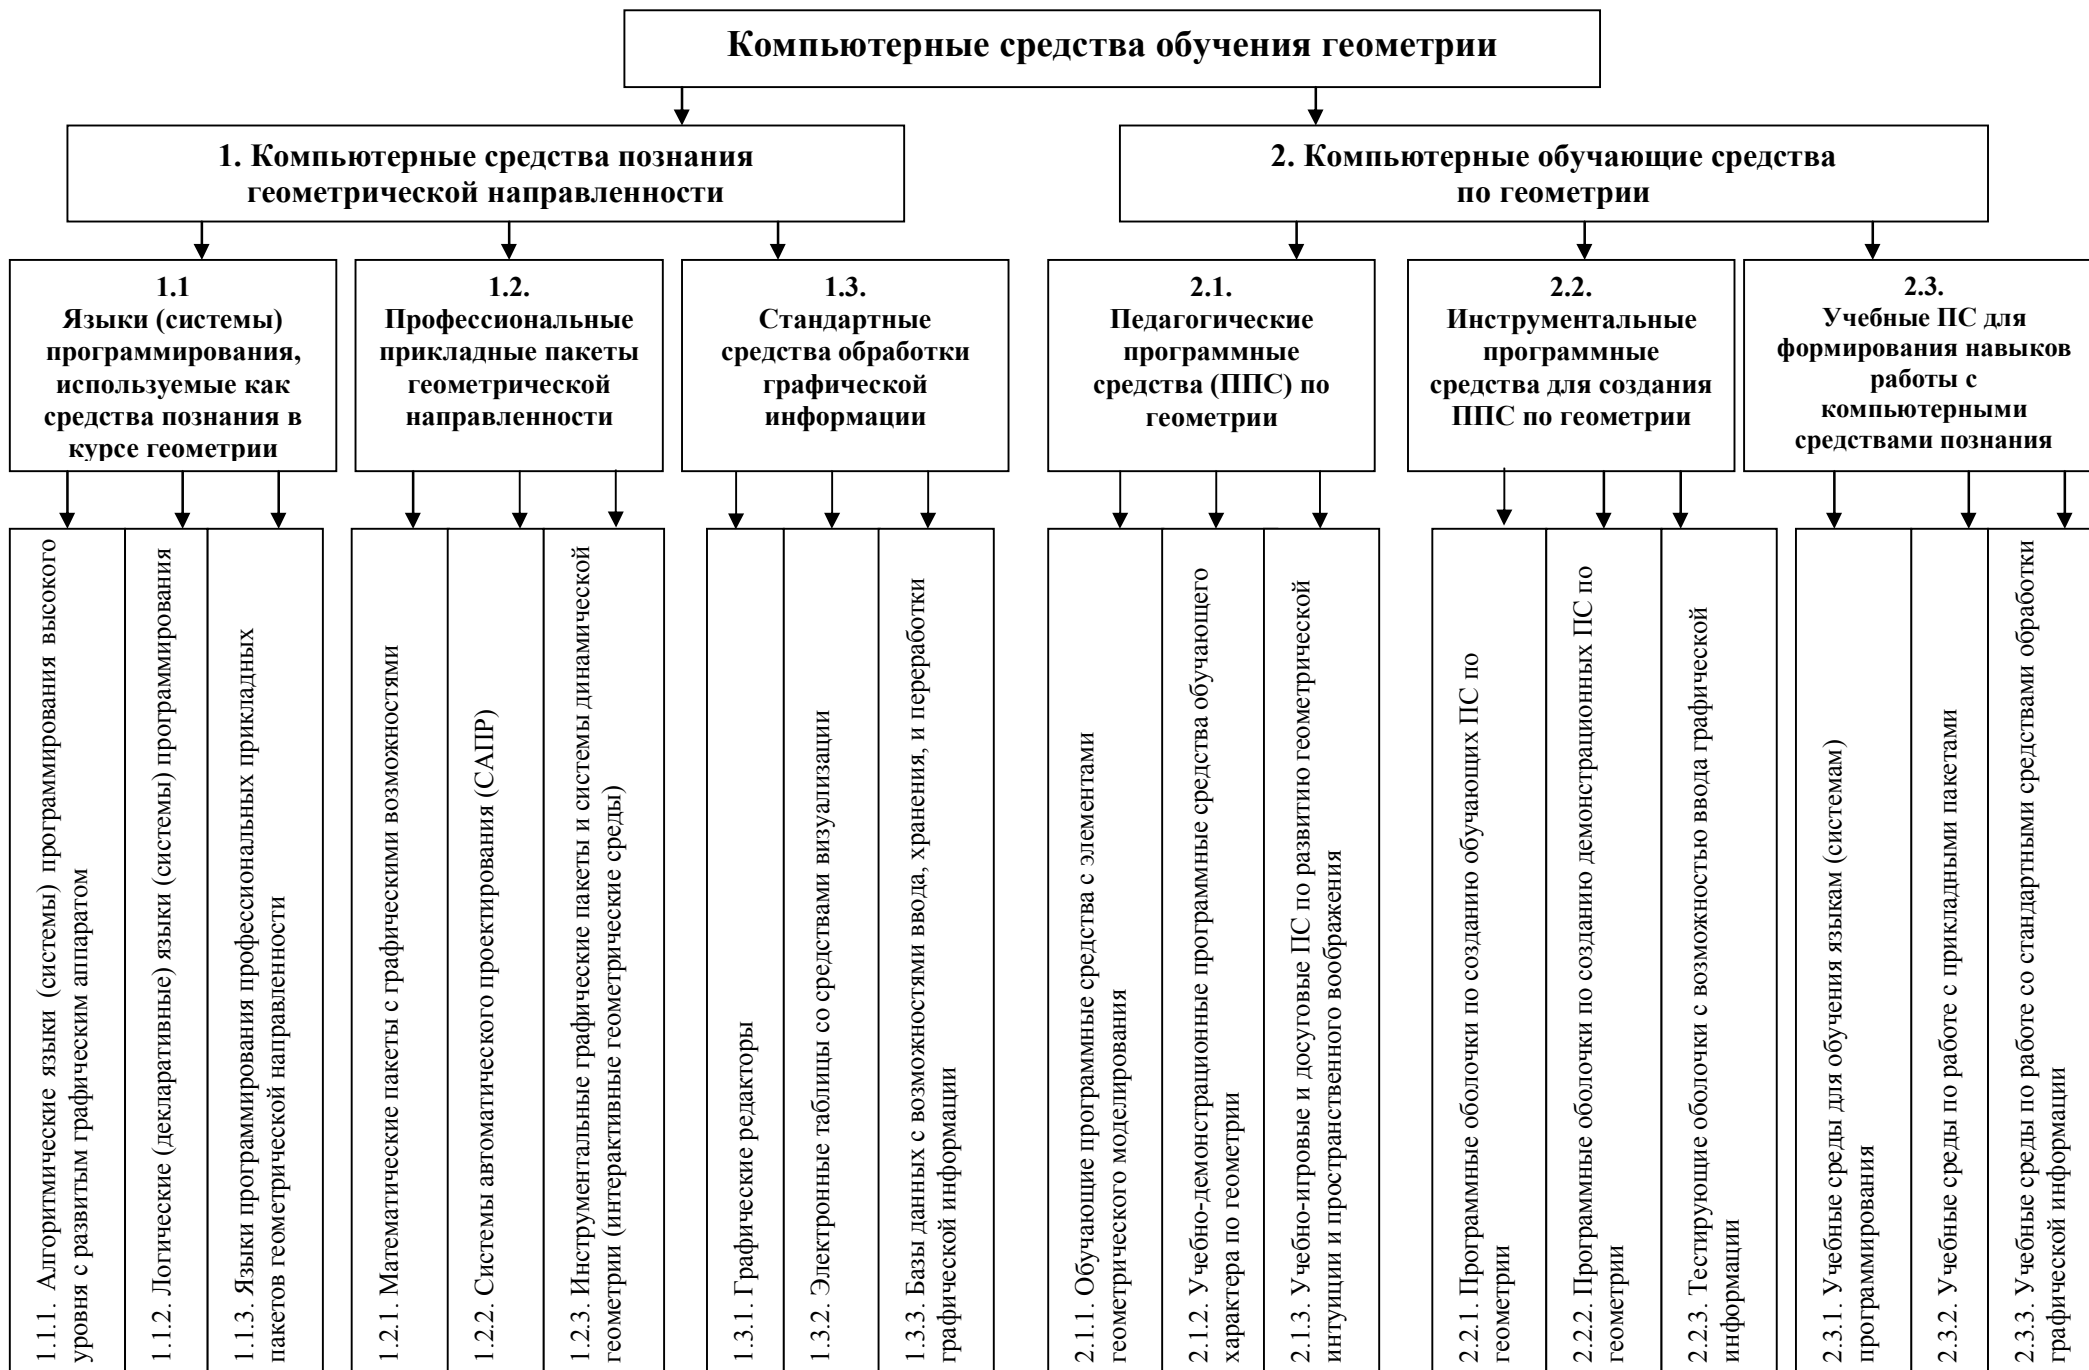 Компьютерные средства обучения геометрии
1. Компьютерные средства познания
геометрической направленности
2. Компьютерные обучающие средства
по геометрии
1.1
Языки (системы)
программирования,
используемые как
средства познания в
курсе геометрии
1.2.
Профессиональные
прикладные пакеты
геометрической
направленности
1.3.
Стандартные
средства обработки
графической
информации
2.1.
Педагогические
программные
средства (ППС) по
геометрии
2.2.
Инструментальные
программные
средства для создания
ППС по геометрии
2.3.
Учебные ПС для
формирования навыков
работы с
компьютерными
средствами познания
1.1.1. Алгоритмические языки (системы) программирования высокого
уровня с развитым графическим аппаратом
1.1.2. Логические (декларативные) языки (системы) программирования
1.1.3. Языки программирования профессиональных прикладных
пакетов геометрической направленности
1.2.1. Математические пакеты с графическими возможностями
1.2.2. Системы автоматического проектирования (САПР)
1.2.3. Инструментальные графические пакеты и системы динамической
геометрии (интерактивные геометрические среды)
1.3.1. Графические редакторы
1.3.2. Электронные таблицы со средствами визуализации
1.3.3. Базы данных с возможностями ввода, хранения, и переработки
графической информации
2.1.1. Обучающие программные средства с элементами
геометрического моделирования
2.1.2. Учебно-демонстрационные программные средства обучающего
характера по геометрии
2.1.3. Учебно-игровые и досуговые ПС по развитию геометрической
интуиции и пространственного воображения
2.2.1. Программные оболочки по созданию обучающих ПС по
геометрии
2.2.2. Программные оболочки по созданию демонстрационных ПС по
геометрии
2.2.3. Тестирующие оболочки с возможностью ввода графической
информации
2.3.1. Учебные среды для обучения языкам (системам)
программирования
2.3.2. Учебные среды по работе с прикладными пакетами
2.3.3. Учебные среды по работе со стандартными средствами обработки
графической информации